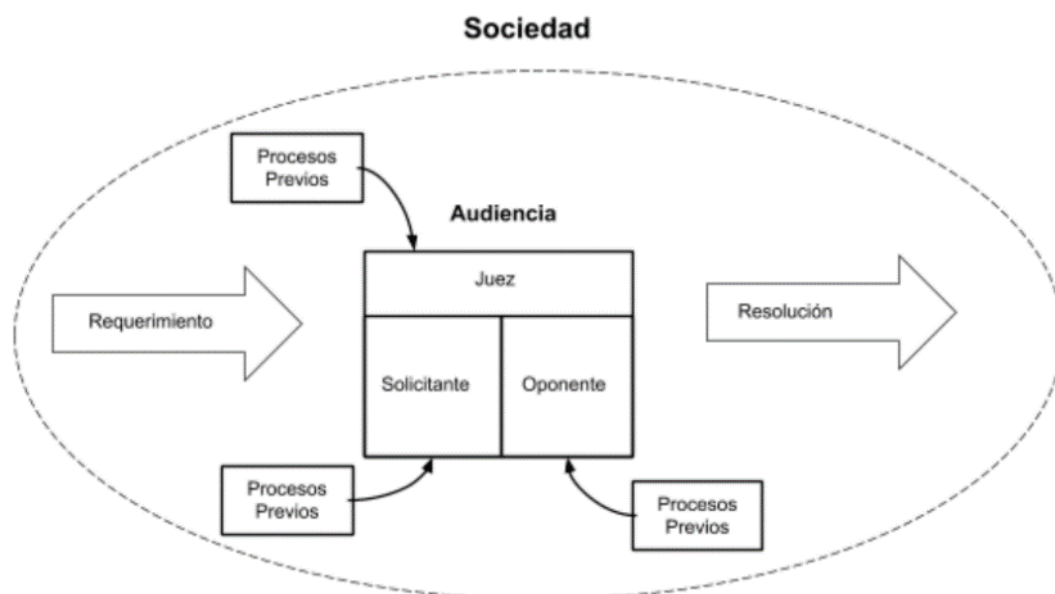 Sociedad
Procesos
Previos
Audiencia
Juez
Requerimiento
Resolución
Solicitante
Oponente
Procesos
Previos
Procesos
Previos